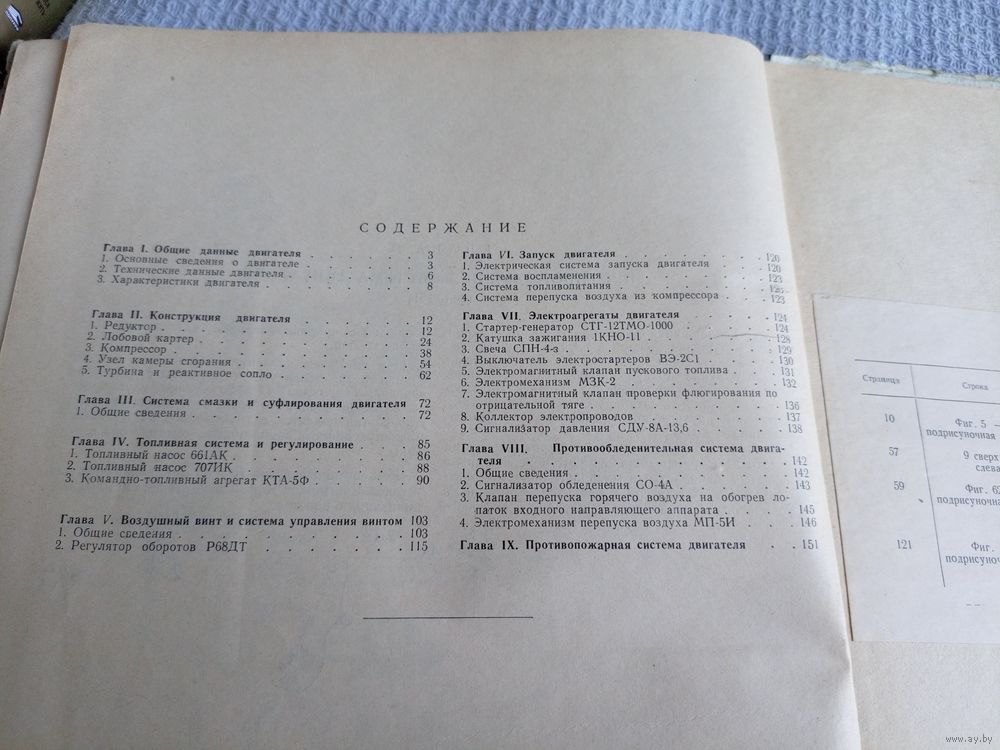 СОДЕРЖАНИЕ
Глава I. Общие данные двигателя . . . . . . . 3
1. Основные сведения о двигателе . . . . . . . 3
2. Технические данные двигателя . . . . . . . 6
3. Характеристики двигателя . . . . . . . . 8
Глава II. Конструкция двигателя . . . . . . . 12
1. Редуктор . . . . . . . . . . . . . 12
2. Лобовой картер . . . . . . . . . . . 24
3. Компрессор . . . . . . . . . . . . 38
4. Узел камеры сгорания . . . . . . . . . 54
5. Турбина и реактивное сопло . . . . . . . 62
Глава III. Система смазки и суфлирования двигателя 72
1. Общие сведения . . . . . . . . . . . 72
Глава IV. Топливная система и регулирование . . . . 85
1. Топливный насос 661АК . . . . . . . . . 86
2. Топливный насос 707ИК . . . . . . . . . 88
3. Командно-топливный агрегат КТА-5Ф . . . . . 90
Глава V. Воздушный винт и система управления винтом 103
1. Общие сведения . . . . . . . . . . . 103
2. Регулятор оборотов Р68ДТ . . . . . . . . 115
Глава VI. Запуск двигателя . . . . . . . . 120
1. Электрическая система запуска двигателя . . . 120
2. Система воспламенения . . . . . . . . . 123
3. Система топливопитания . . . . . . . .
4. Система перепуска воздуха из компрессора . . . 123
Глава VII. Электроагрегаты двигателя . . . . . 124
1. Стартер-генератор СТГ-12ТМО-1000 . . . . . 124
2. Катушка зажигания 1КНО-11 . . . . . . . 128
3. Свеча СПН-4-з . . . . . . . . . . . 129
4. Выключатель электростартеров ВЭ-2С1 . . . . 130
5. Электромагнитный клапан пускового топлива . . . 131
6. Электромеханизм МЗК-2 . . . . . . . . 132
7. Электромагнитный клапан проверки флюгирования по
отрицательной тяге . . . . . . . . . . 136
8. Коллектор электропроводов . . . . . . . 137
9. Сигнализатор давления СДУ-8А-13,6 . . . . . 138
Глава VIII. Противообледенительная система двига-
теля . . . . . . . . . . . . . 142
1. Общие сведения . . . . . . . . . . . 142
2. Сигнализатор обледенения СО-4А . . . . . . 143
3. Клапан перепуска горячего воздуха на обогрев ло-
паток входного направляющего аппарата . . . . 145
4. Электромеханизм перепуска воздуха МП-5И . . . . 146
Глава IX. Противопожарная система двигателя . . 151
Страница Строка
10 Фиг. 5 —
подрисуночная
57 9 сверх
слева
59 Фиг.
подрисуночна
121 Фиг.
подрисуноч
www.ay.by